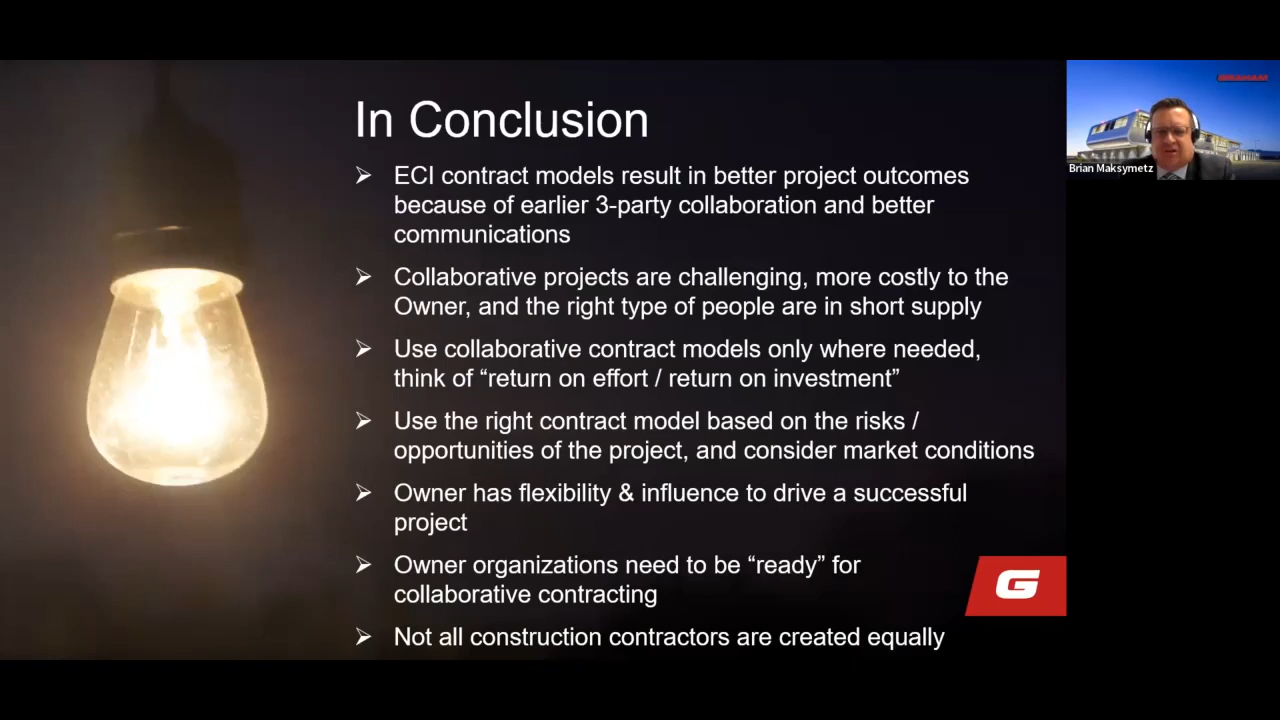 In Conclusion
➤ ECI contract models result in better project outcomes
because of earlier 3-party collaboration and better
communications
➤ Collaborative projects are challenging, more costly to the
Owner, and the right type of people are in short supply
➤ Use collaborative contract models only where needed,
think of “return on effort / return on investment”
➤ Use the right contract model based on the risks /
opportunities of the project, and consider market conditions
➤ Owner has flexibility & influence to drive a successful
project
➤ Owner organizations need to be “ready” for
collaborative contracting
➤ Not all construction contractors are created equally
G
Brian Maksymetz